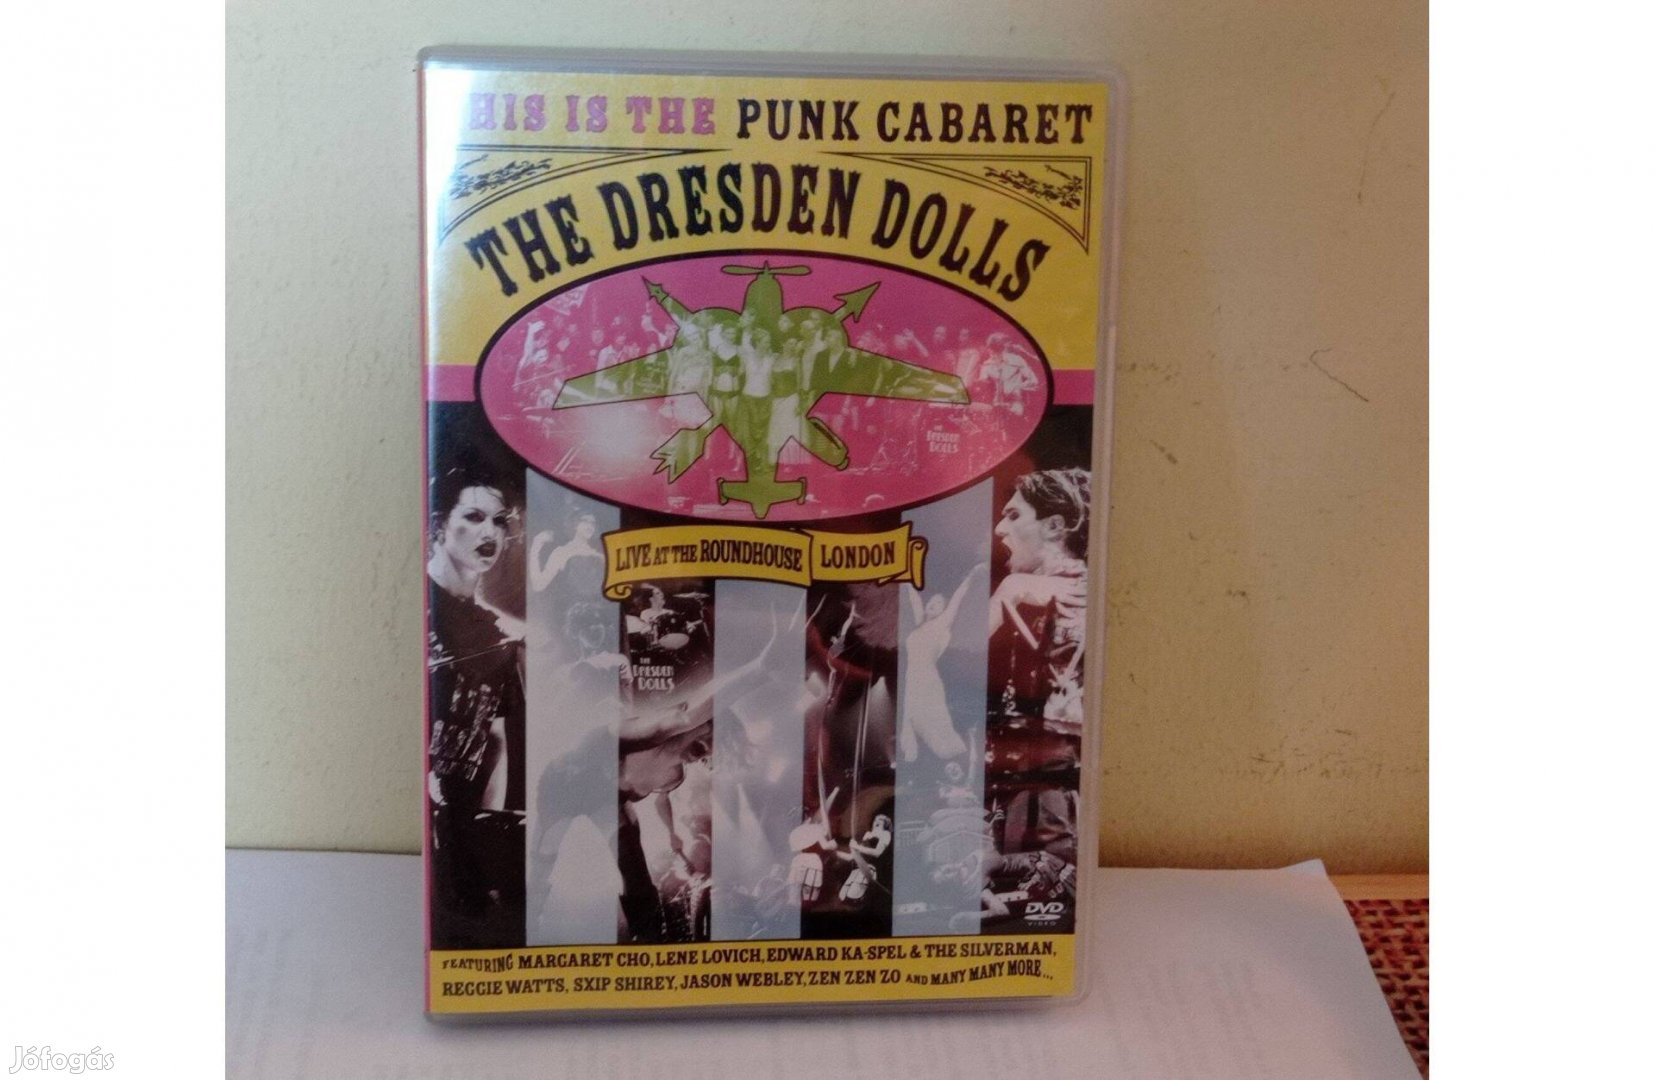 HIS IS THE PUNK CABARET
THE DRESDEN DOLLS
THE
DRESDEN
DOLLS
LIVE AT THE ROUNDHOUSE LONDON
THE
DRESDEN
DOLLS
DVD
VIDEO
FEATURING MARGARET CHO, LENE LOVICH, EDWARD KA-SPEL & THE SILVERMAN,
REGGIE WATTS, SXIP SHIREY, JASON WEBLEY, ZEN ZEN ZO AND MANY MANY MORE...
Jófogás